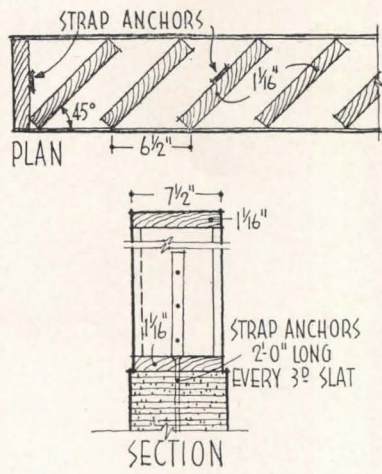 STRAP ANCHORS
1 1/16"
45°
PLAN
6 1/2"
7 1/2"
1 1/16"
1 1/16"
STRAP ANCHORS
2'-0" LONG
EVERY 3D SLAT
SECTION